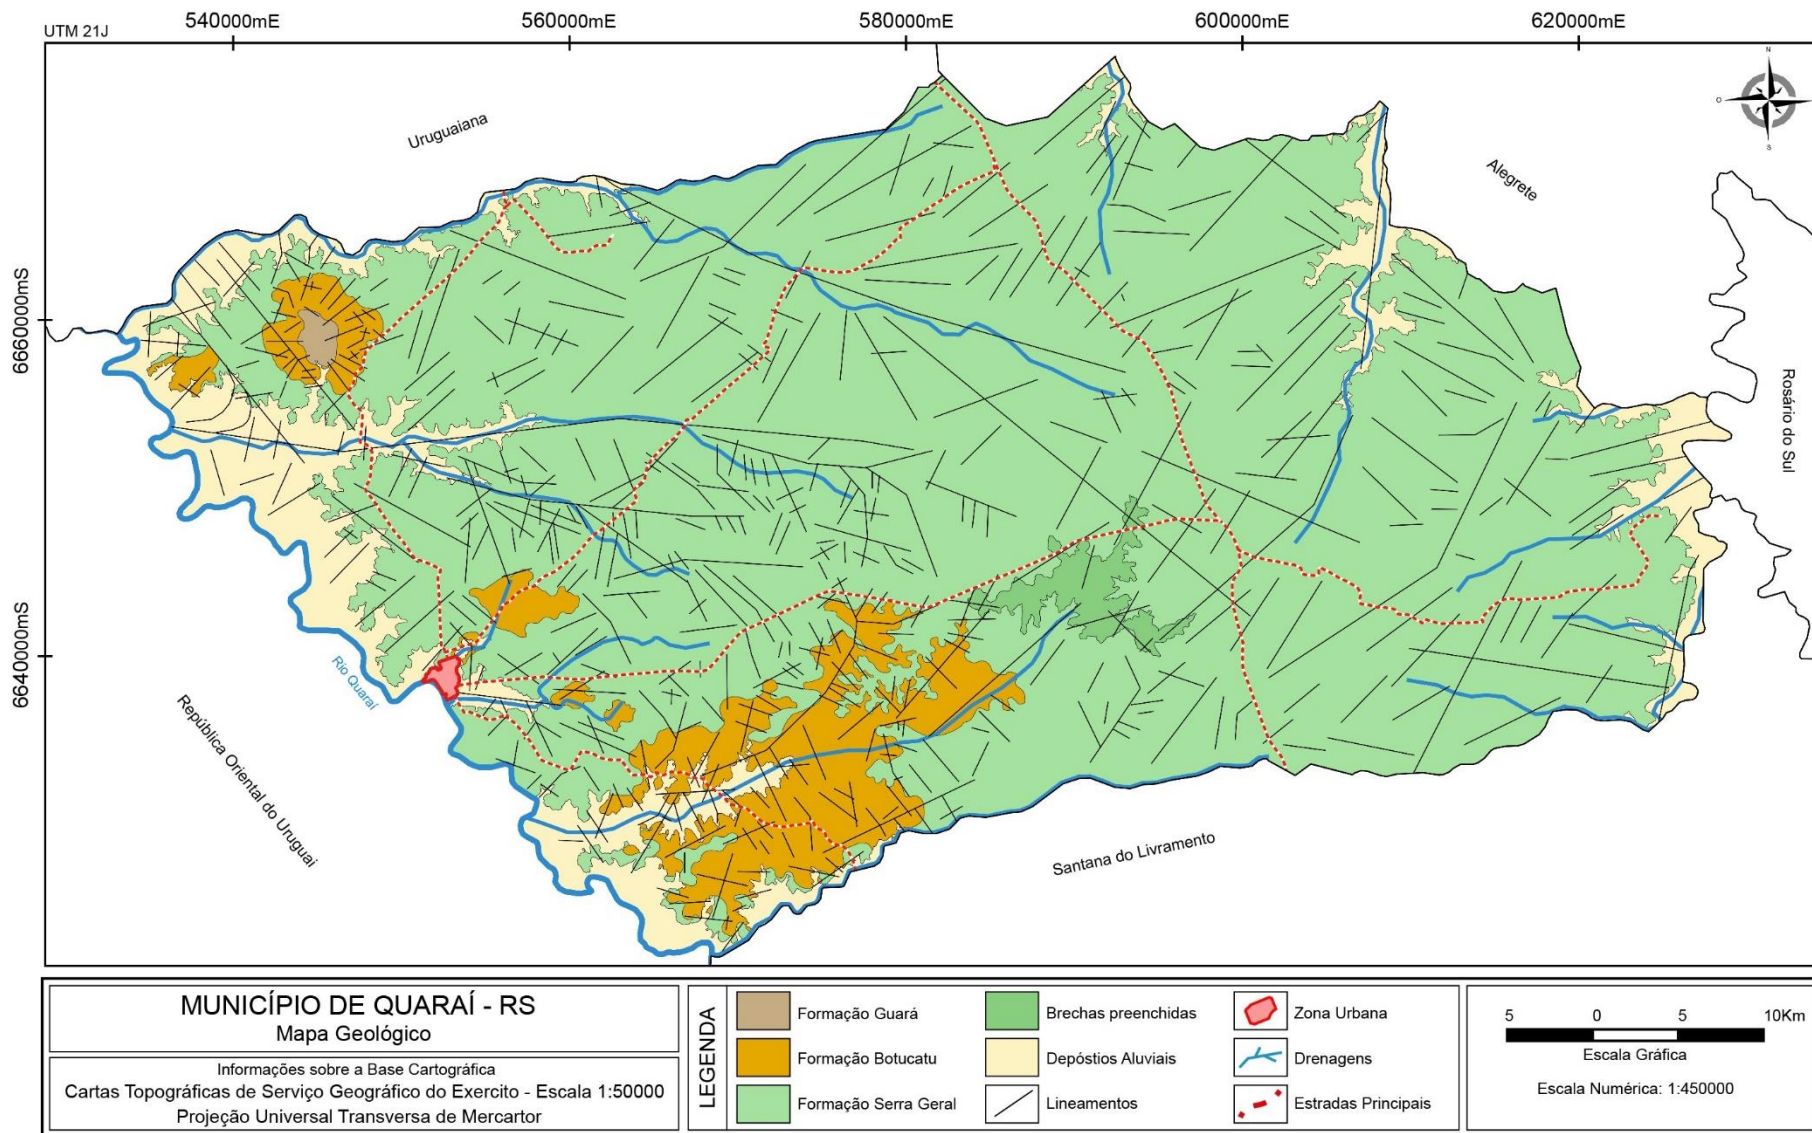 UTM 21J
540000mE
560000mE
580000mE
600000mE
620000mE
6660000mS
6640000mS
Uruguaiana
Alegrete
Rosário do Sul
Santana do Livramento
República Oriental do Uruguai
Rio Quaraí
N
O
S
MUNICÍPIO DE QUARAÍ - RS
Mapa Geológico
Informações sobre a Base Cartográfica
Cartas Topográficas de Serviço Geográfico do Exercito - Escala 1:50000
Projeção Universal Transversa de Mercartor
LEGENDA
Formação Guará
Formação Botucatu
Formação Serra Geral
Brechas preenchidas
Depóstios Aluviais
Lineamentos
Zona Urbana
Drenagens
Estradas Principais
5 0 5 10Km
Escala Gráfica
Escala Numérica: 1:450000